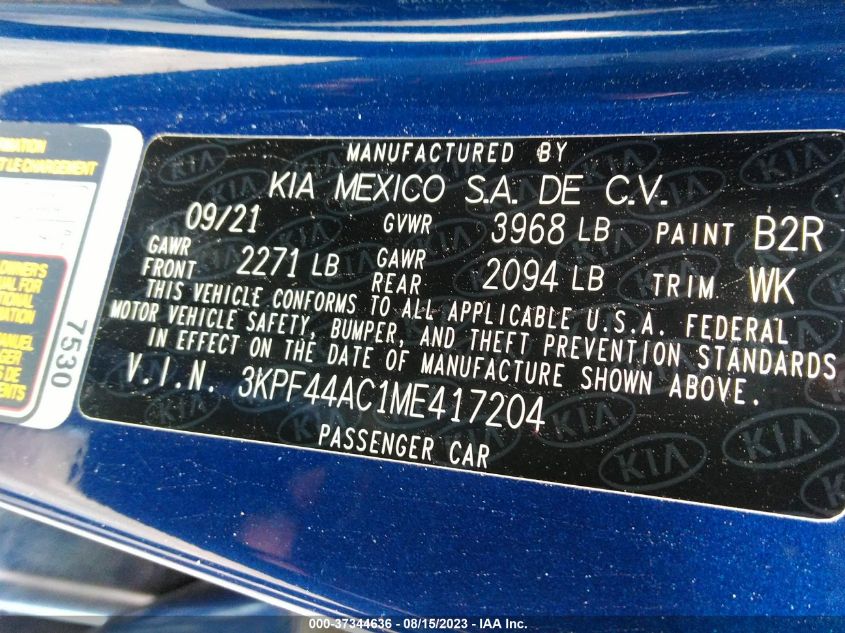 MANUFACTURED BY
KIA MEXICO S.A. DE C.V.
09/21 GVWR 3968 LB PAINT B2R
GAWR FRONT 2271 LB GAWR REAR 2094 LB TRIM WK
THIS VEHICLE CONFORMS TO ALL APPLICABLE U.S.A. FEDERAL
MOTOR VEHICLE SAFETY, BUMPER, AND THEFT PREVENTION STANDARDS
IN EFFECT ON THE DATE OF MANUFACTURE SHOWN ABOVE.
V.I.N. 3KPF44AC1ME417204
PASSENGER CAR
KIA
7530
000-37344636 - 08/15/2023 - IAA Inc.